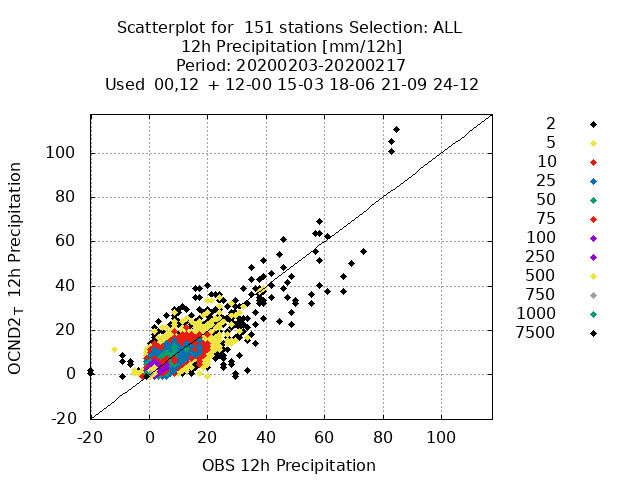 Scatterplot for 151 stations Selection: ALL
12h Precipitation [mm/12h]
Period: 20200203-20200217
Used 00,12 + 12-00 15-03 18-06 21-09 24-12
OCND2T 12h Precipitation
100
80
60
40
20
0
-20
-20 0 20 40 60 80 100
OBS 12h Precipitation
2
5
10
25
50
75
100
250
500
750
1000
7500